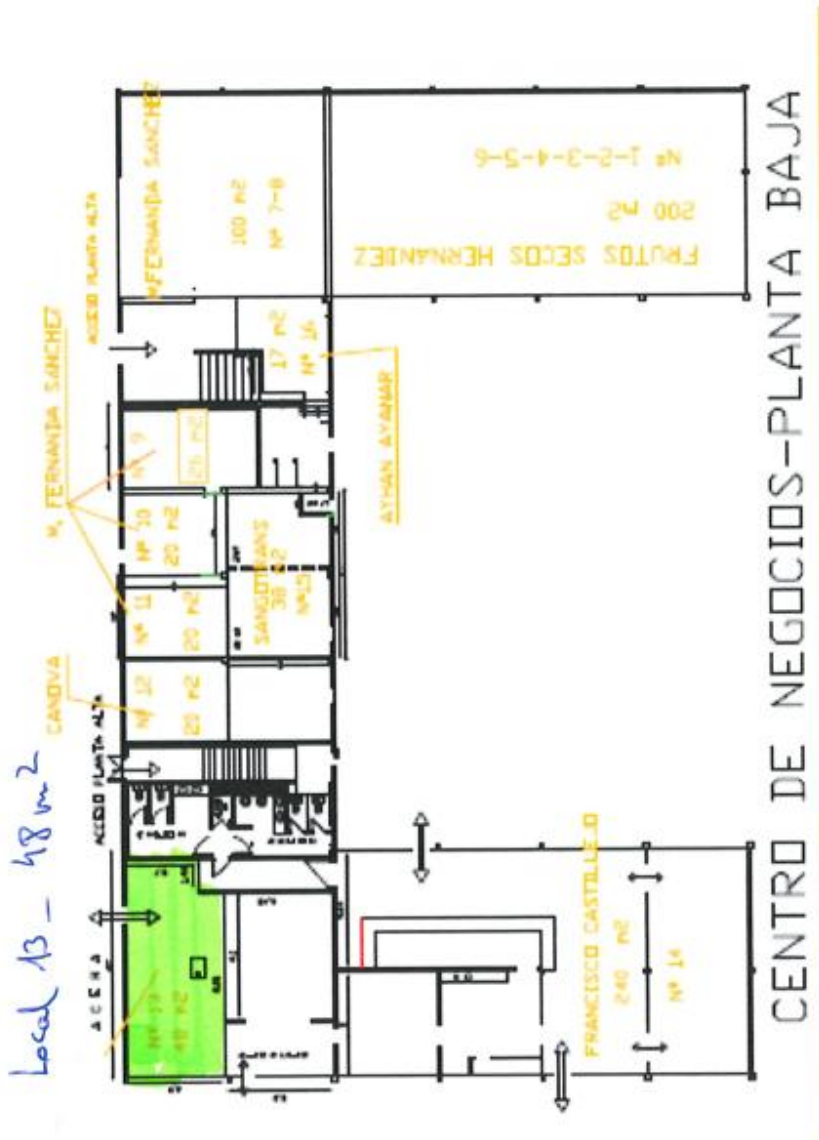 Local 13 - 48 m²
CENTRO DE NEGOCIOS-PLANTA BAJA
ACERA
ACCESO PLANTA ALTA
CANOVA
M. FERNANDA SANCHEZ
ACCESO PLANTA ALTA
M.FERNANDA SANCHEZ
100 m2
Nº 7-8
FRUTOS SECOS HERNANDEZ
200 m2
Nº 1-2-3-4-5-6
17 m2
Nº 16
AYHAN AYANAR
Nº 9
26 m2
Nº 10
20 m2
Nº 11
20 m2
Nº 12
20 m2
SANGOTRANS
38 m2
Nº15
Nº 13
48 m2
FRANCISCO CASTILLEJO
240 m2
Nº 14